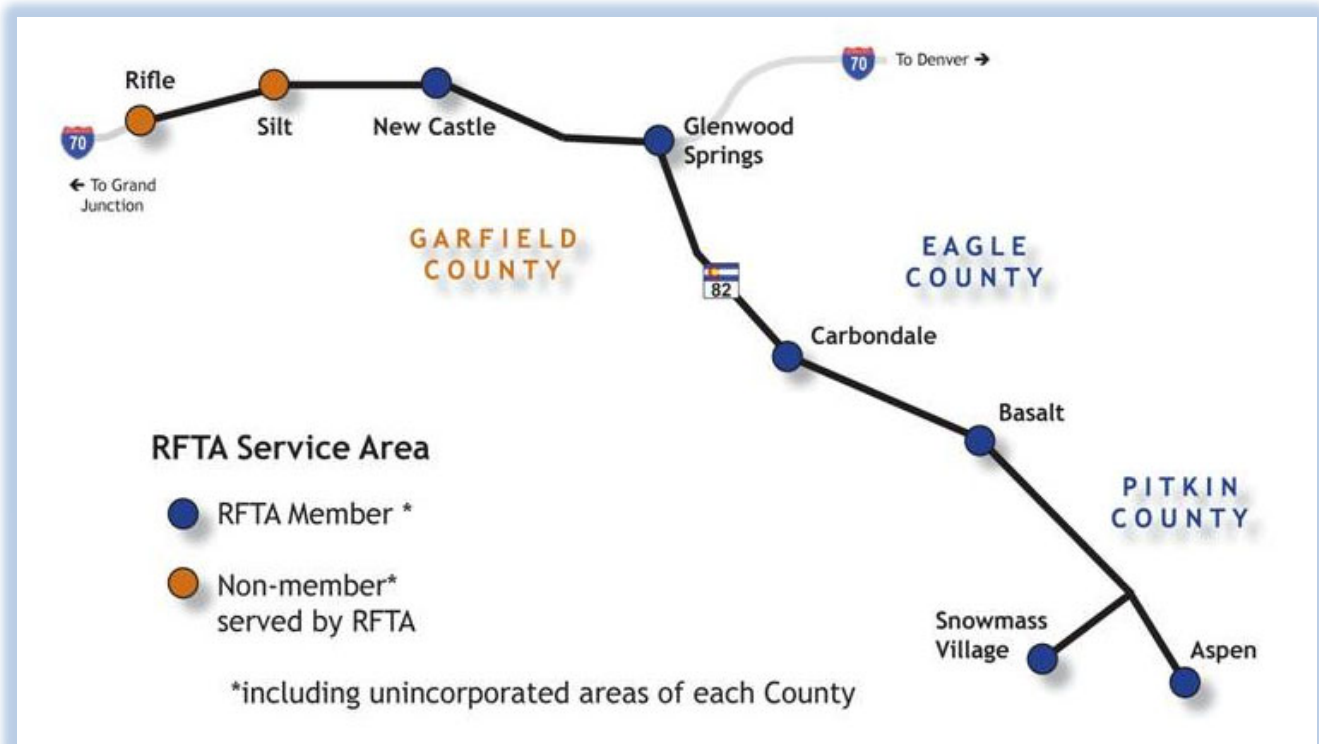 70
To Denver →
Rifle
Silt
New Castle
Glenwood
Springs
70
← To Grand
Junction
GARFIELD
COUNTY
EAGLE
COUNTY
82
Carbondale
Basalt
RFTA Service Area
PITKIN
COUNTY
RFTA Member *
Non-member*
served by RFTA
Snowmass
Village
Aspen
*including unincorporated areas of each County